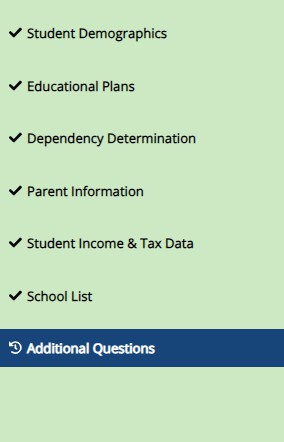 Student Demographics
Educational Plans
Dependency Determination
Parent Information
Student Income & Tax Data
School List
Additional Questions